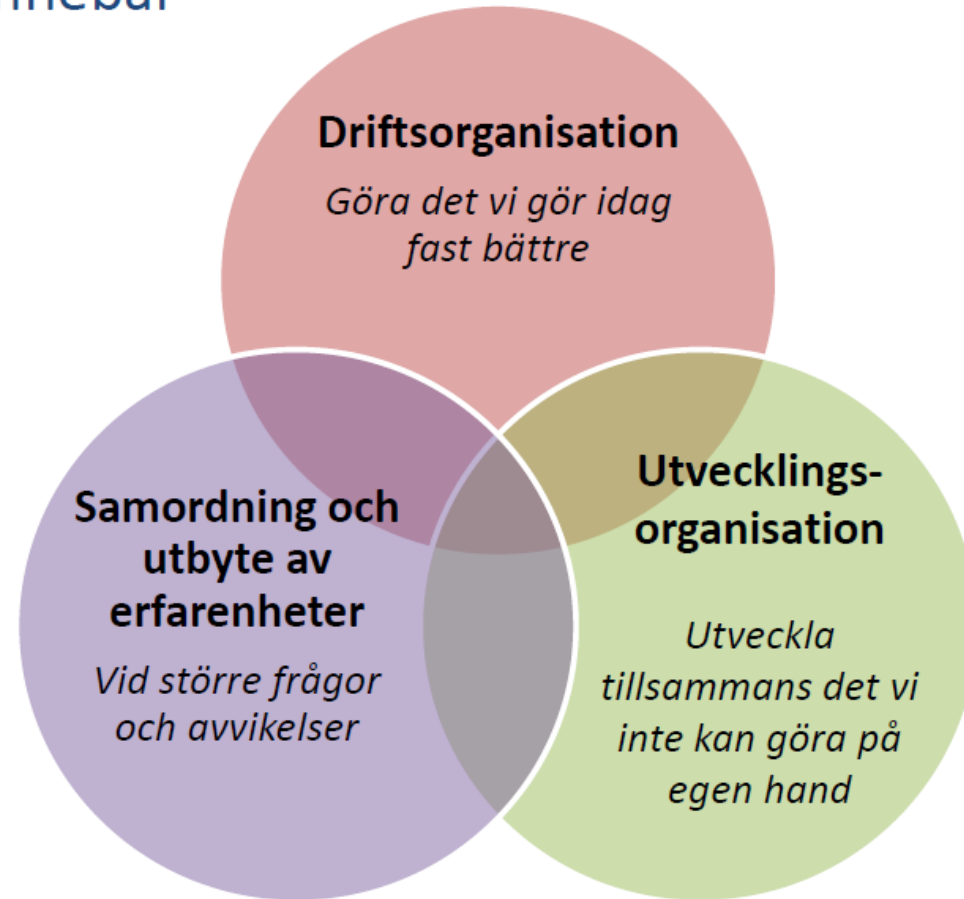 Driftsorganisation
Göra det vi gör idag
fast bättre
Samordning och
utbyte av
erfarenheter
Vid större frågor
och avvikelser
Utvecklings-
organisation
Utveckla
tillsammans det vi
inte kan göra på
egen hand